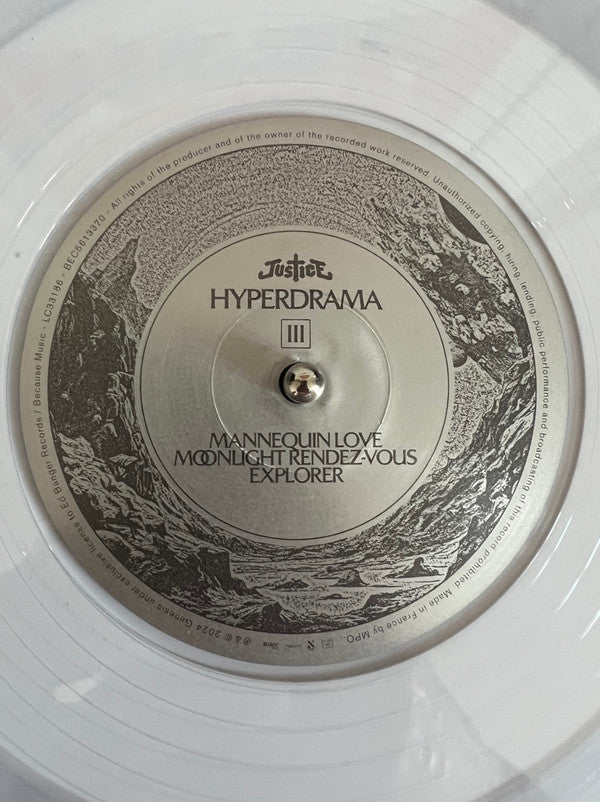 JUSTICE
HYPERDRAMA
III
MANNEQUIN LOVE
MOONLIGHT RENDEZ-VOUS
EXPLORER
℗ & © 2024 Genesis under exclusive license to Ed Banger Records / Because Music - LC33186 - BEC5613370 - All rights of the producer and of the owner of the recorded work reserved. Unauthorized copying, hiring, lending, public performance and broadcasting of this record prohibited. Made in France by MPO